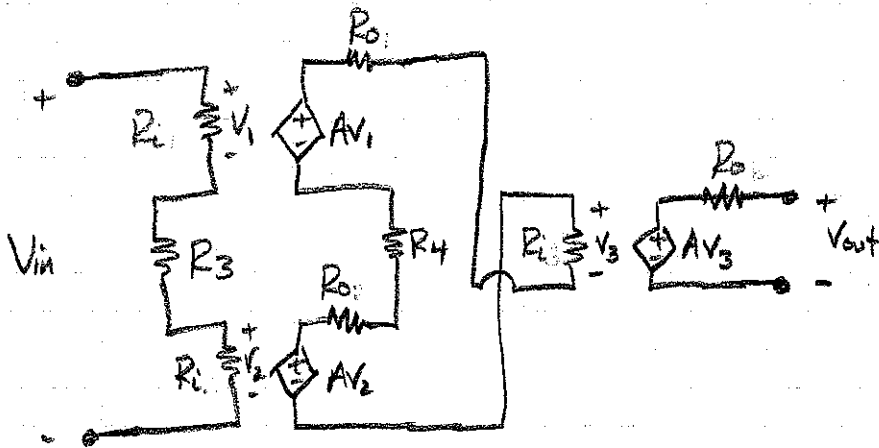 Ro
+ +
Ri V1 + AV1
- -
Ro
Vin R3 R4 Ri + V3 + AV3 + Vout
- - -
Ro
+
Ri V2 + AV2
- -
-